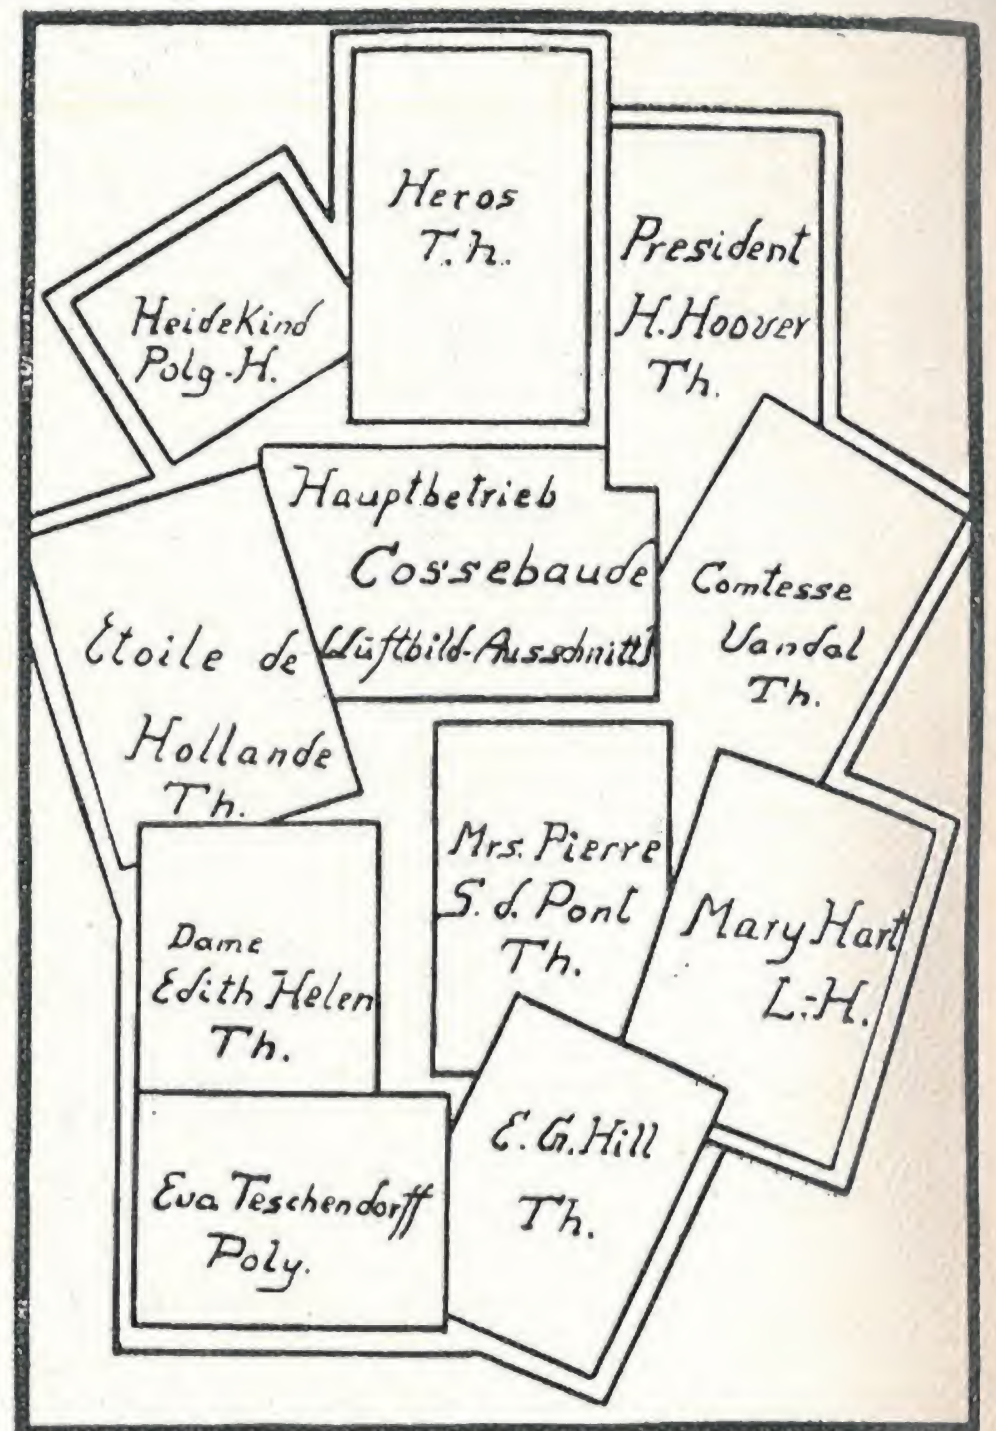 Heros
T.h.
President
H. Hoover
Th.
HeideKind
Polg-H.
Hauptbetrieb
Cossebaude
(Lüftbild-Ausschnitt)
Comtesse
Vandal
Th.
Etoile de
Hollande
Th.
Mrs. Pierre
S. d. Pont
Th.
Mary Hart
L.-H.
Dame
Edith Helen
Th.
E. G. Hill
Th.
Eva Teschendorff
Poly.